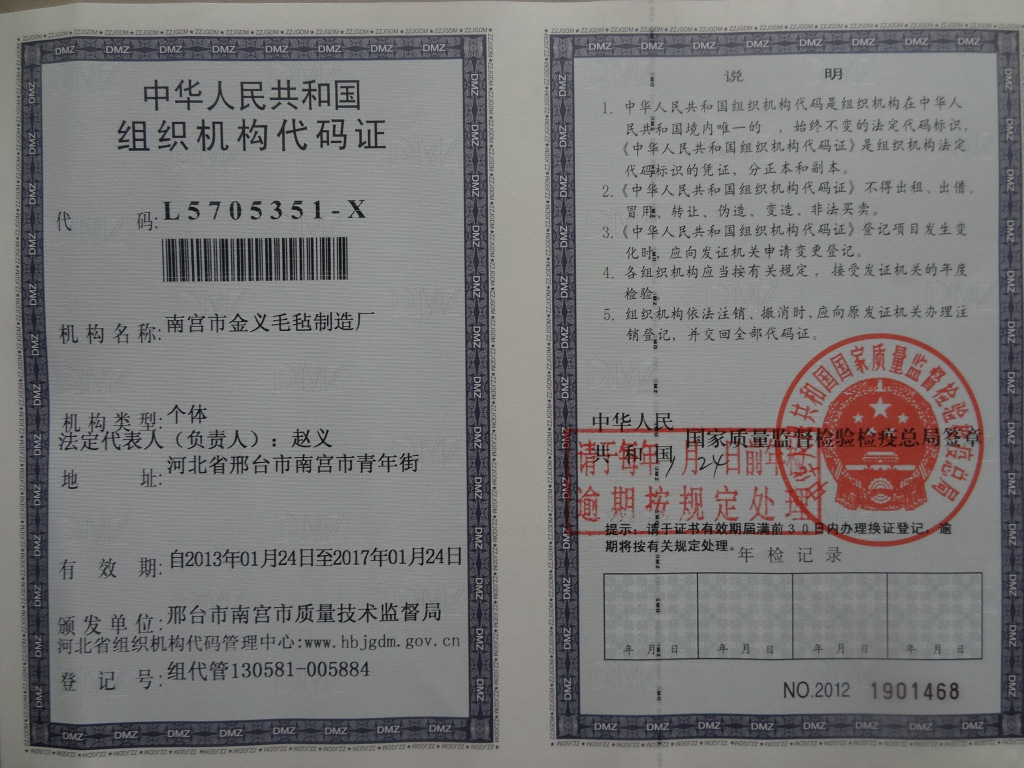 中华人民共和国
组织机构代码证
代 码: L5705351-X
机构名称: 南宫市金义毛毡制造厂
机构类型: 个体
法定代表人（负责人）: 赵义
地 址: 河北省邢台市南宫市青年街
有 效 期: 自2013年01月24日至2017年01月24日
颁发单位: 邢台市南宫市质量技术监督局
河北省组织机构代码管理中心:www.hbjgdm.gov.cn
登 记 号: 组代管130581-005884
说 明
1. 中华人民共和国组织机构代码是组织机构在中华人
民共和国境内唯一的 、始终不变的法定代码标识,
《中华人民共和国组织机构代码证》是组织机构法定
代码标识的凭证，分正本和副本。
2.《中华人民共和国组织机构代码证》不得出租、出借、
冒用、转让、伪造、变造、非法买卖。
3.《中华人民共和国组织机构代码证》登记项目发生变
化时，应向发证机关申请变更登记。
4. 各组织机构应当按有关规定，接受发证机关的年度
检验。
5. 组织机构依法注销、撤消时,应向原发证机关办理注
销登记，并交回全部代码证。
中华人民
共 和 国
国家质量监督检验检疫总局签章
请于每年1月24日前年检
逾期按规定处理
提示: 请于证书有效期届满前30日内办理换证登记，逾
期将按有关规定处理。
年 检 记 录
年 月 日 年 月 日 年 月 日 年 月 日
NO.2012 1901468